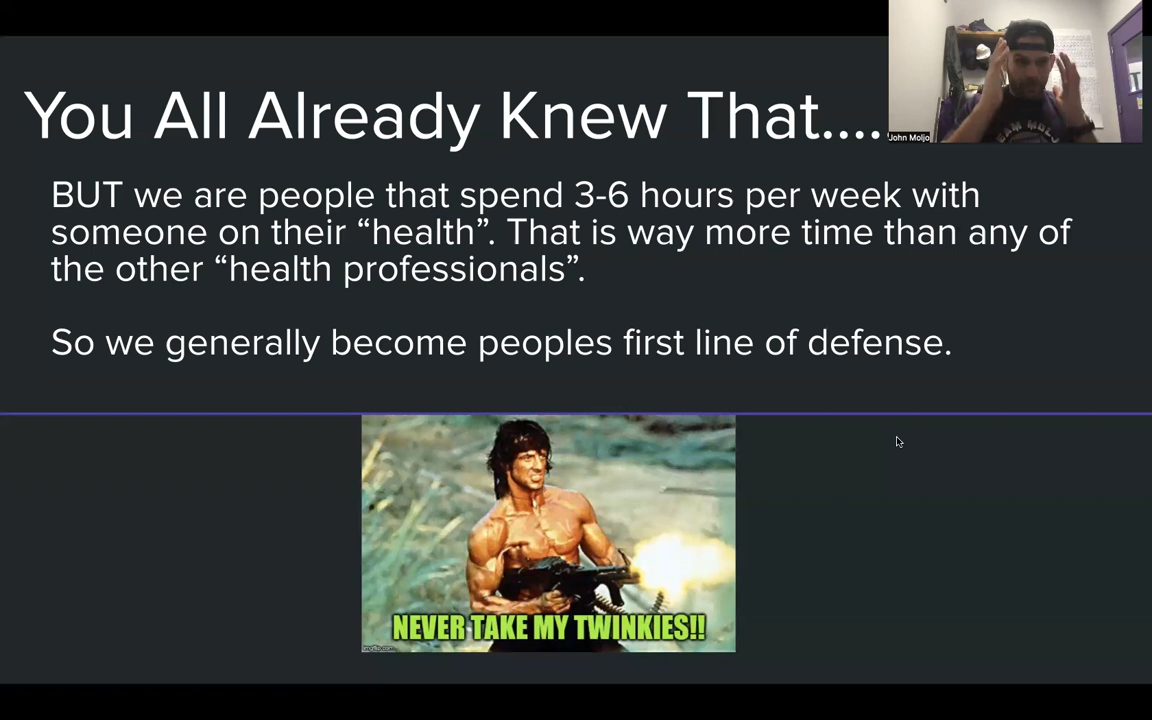 You All Already Knew That....
John Moljo
BUT we are people that spend 3-6 hours per week with
someone on their “health”. That is way more time than any of
the other “health professionals”.
So we generally become peoples first line of defense.
NEVER TAKE MY TWINKIES!!
imgflip.com